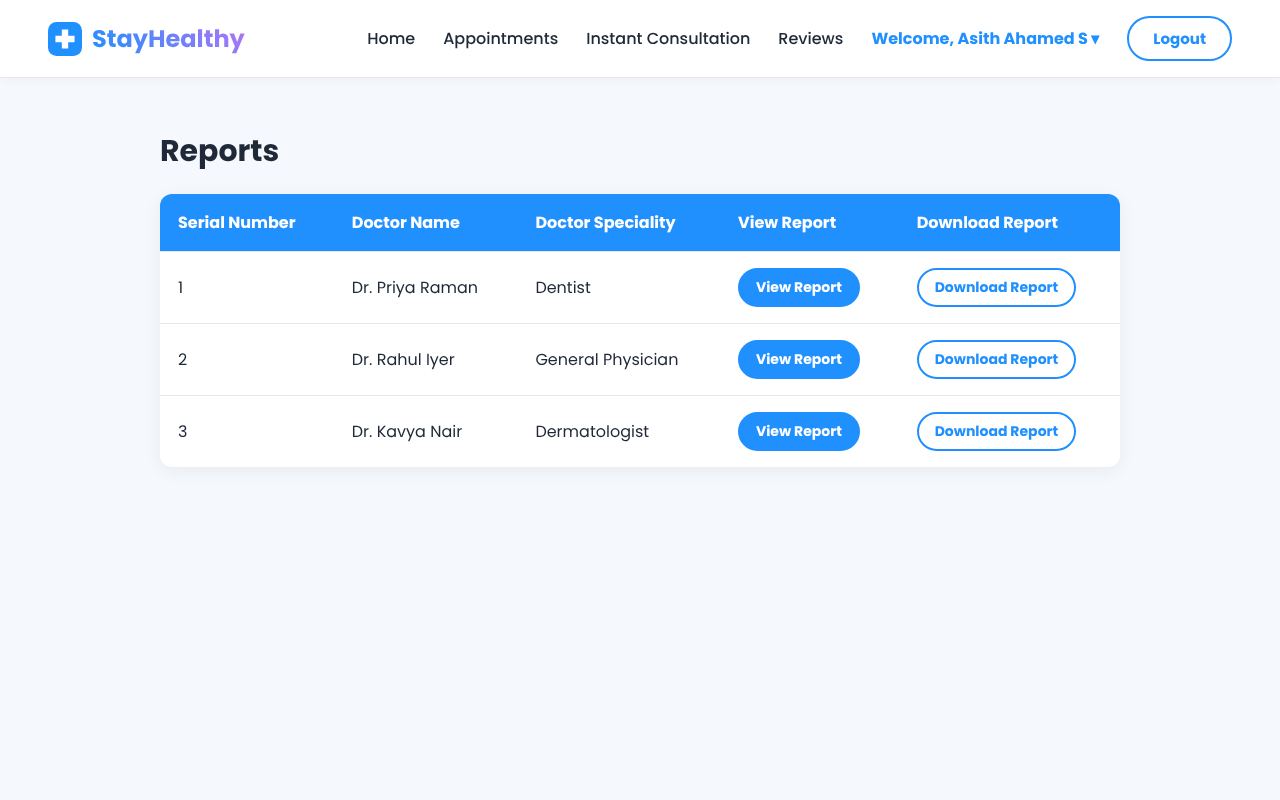 StayHealthy Home Appointments Instant Consultation Reviews Welcome, Asith Ahamed S ▾ Logout
Reports
Serial Number Doctor Name Doctor Speciality View Report Download Report
1 Dr. Priya Raman Dentist View Report Download Report
2 Dr. Rahul Iyer General Physician View Report Download Report
3 Dr. Kavya Nair Dermatologist View Report Download Report